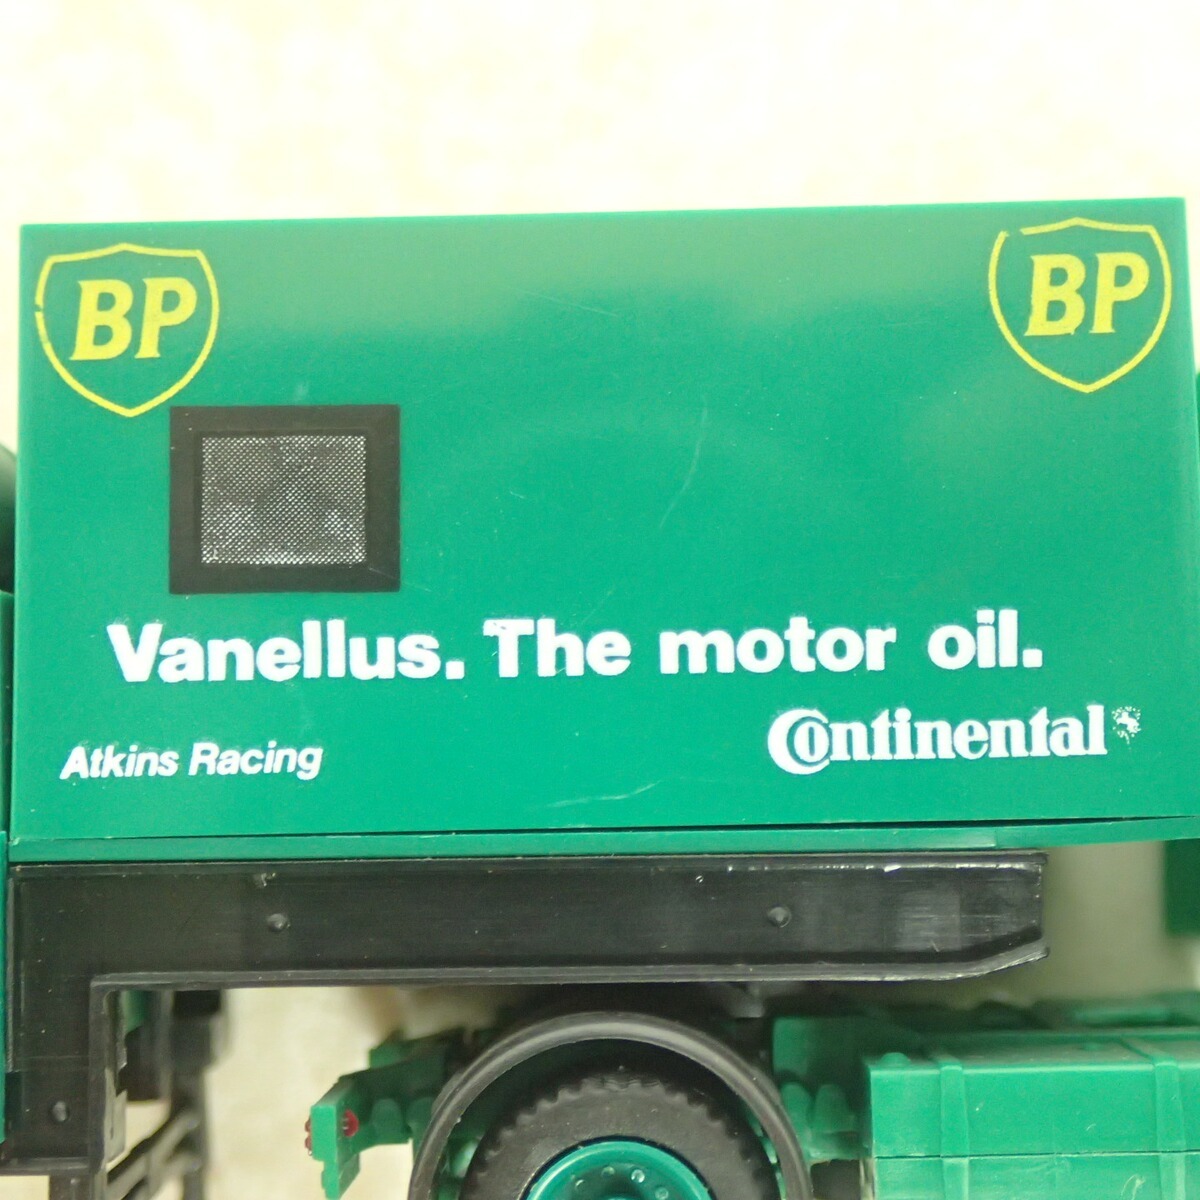 BP
BP
Vanellus. The motor oil.
Continental
Atkins Racing